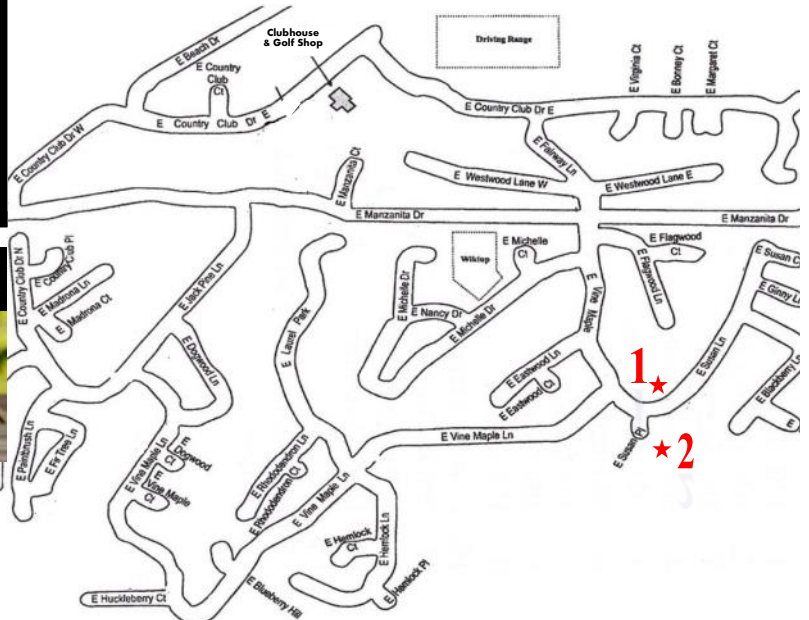 Clubhouse
& Golf Shop
Driving Range
E Beach Dr
E Country
Club
Ct
E Virginia Ct
E Bonney Ct
E Margaret Ct
E Country Club Dr E
E Country Club Dr E
E Country Club Dr W
E Fairway Ln
E Manzanita Ct
E Westwood Lane W
E Westwood Lane E
E Manzanita Dr
E Manzanita Dr
E Country Club Dr N
E Country Club Pl
E Madrona Ln
E Madrona Ct
E Jack Pine Ln
E Laurel Park
E Michelle Dr
Wikiup
E Michelle
Ct
E Nancy Dr
E Michelle Dr
E Flagwood
Ct
E Flagwood Ln
E Vine Maple
E Susan C
E Ginny Ln
E Susan Ln
E Blackberry Ln
E
E Dogwood Ln
E Eastwood Ln
E Eastwood Ct
1
2
E Susan Pl
E Vine Maple Ln
E Paintbrush Ln
E Fir Tree Ln
E Vine Maple Ln
E
Dogwood
Ct
E
Vine Maple
Ct
E Rhododendron Ln
E Rhododendron Ct
E Vine Maple Ln
E Hemlock
Ct
E Hemlock Ln
E Hemlock Pl
E Huckleberry Ct
E Blueberry Hill